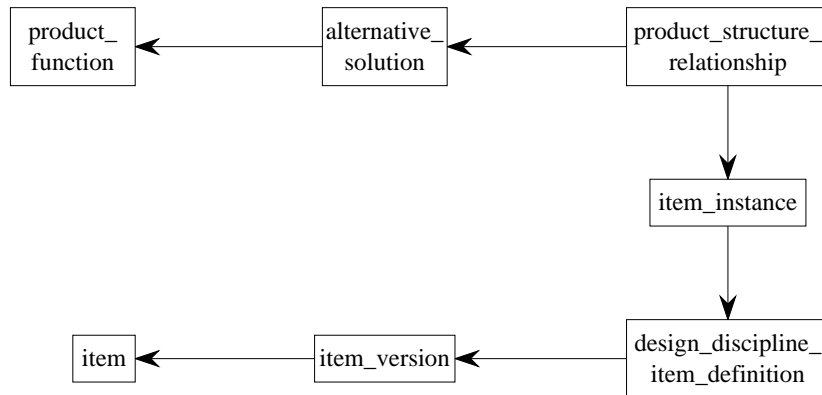 product_
function
alternative_
solution
product_structure_
relationship
item_instance
item
item_version
design_discipline_
item_definition